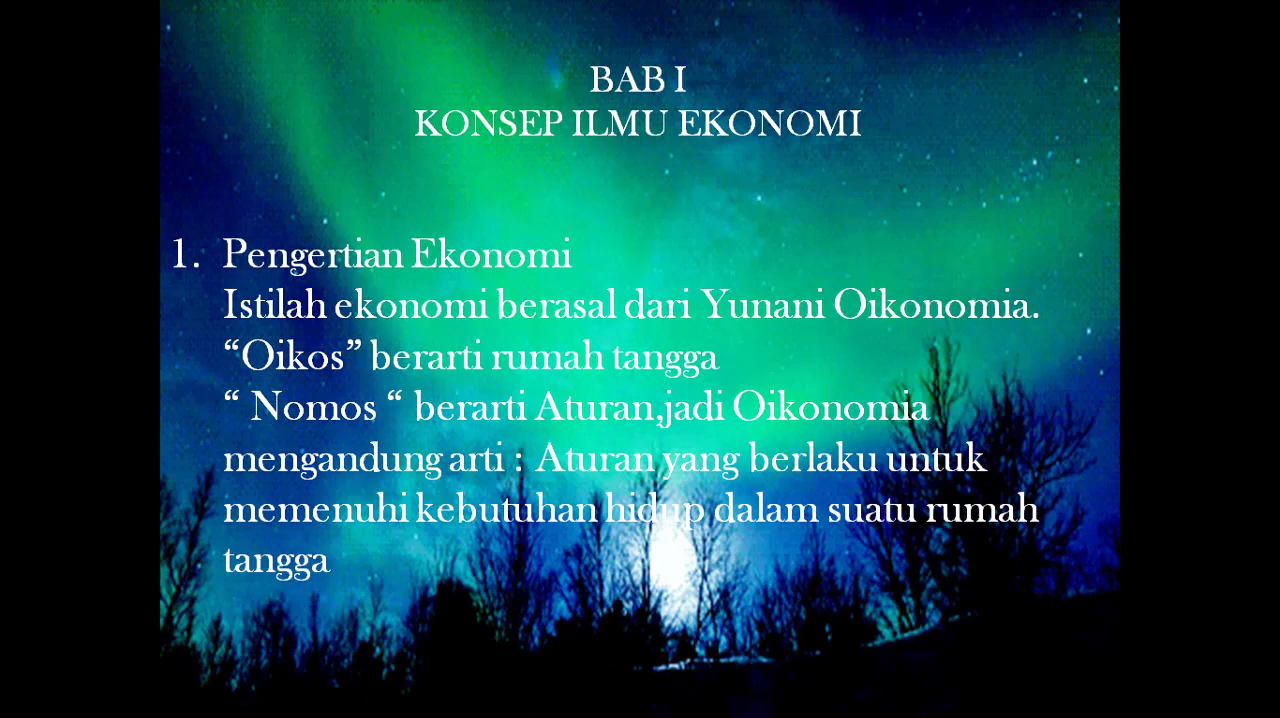 BAB I
KONSEP ILMU EKONOMI
1. Pengertian Ekonomi
Istilah ekonomi berasal dari Yunani Oikonomia.
“Oikos” berarti rumah tangga
“ Nomos “ berarti Aturan,jadi Oikonomia
mengandung arti : Aturan yang berlaku untuk
memenuhi kebutuhan hidup dalam suatu rumah
tangga